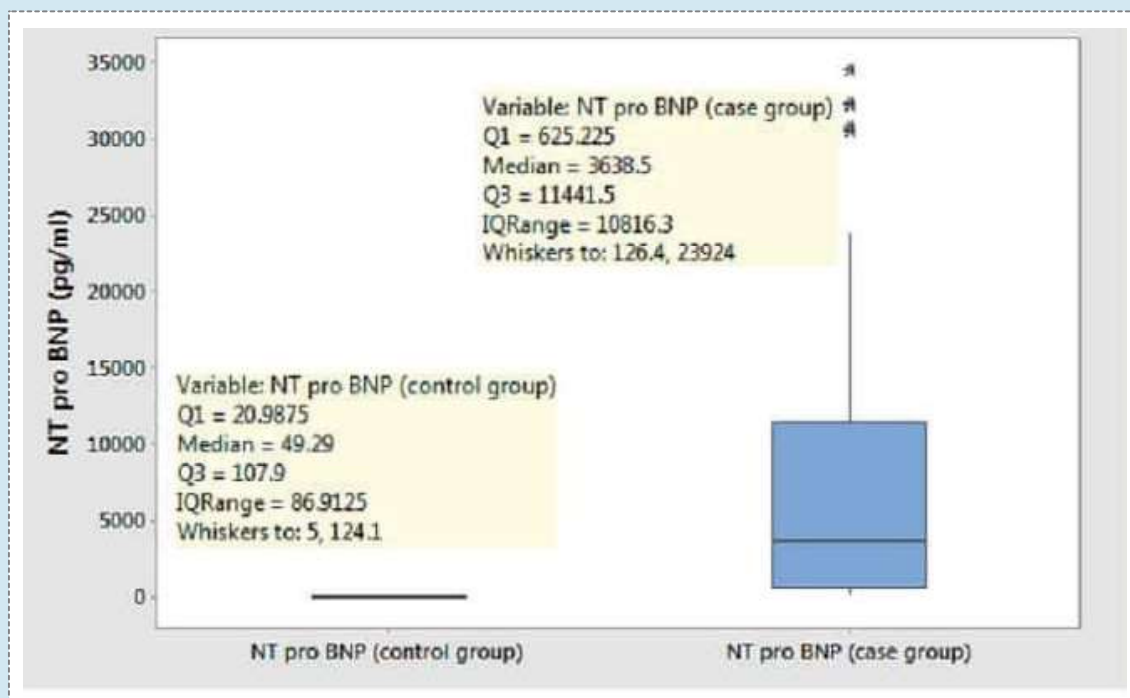 NT pro BNP (pg/ml)
35000
30000
25000
20000
15000
10000
5000
0
Variable: NT pro BNP (case group)
Q1 = 625.225
Median = 3638.5
Q3 = 11441.5
IQRange = 10816.3
Whiskers to: 126.4, 23924
Variable: NT pro BNP (control group)
Q1 = 20.9875
Median = 49.29
Q3 = 107.9
IQRange = 86.9125
Whiskers to: 5, 124.1
NT pro BNP (control group)
NT pro BNP (case group)